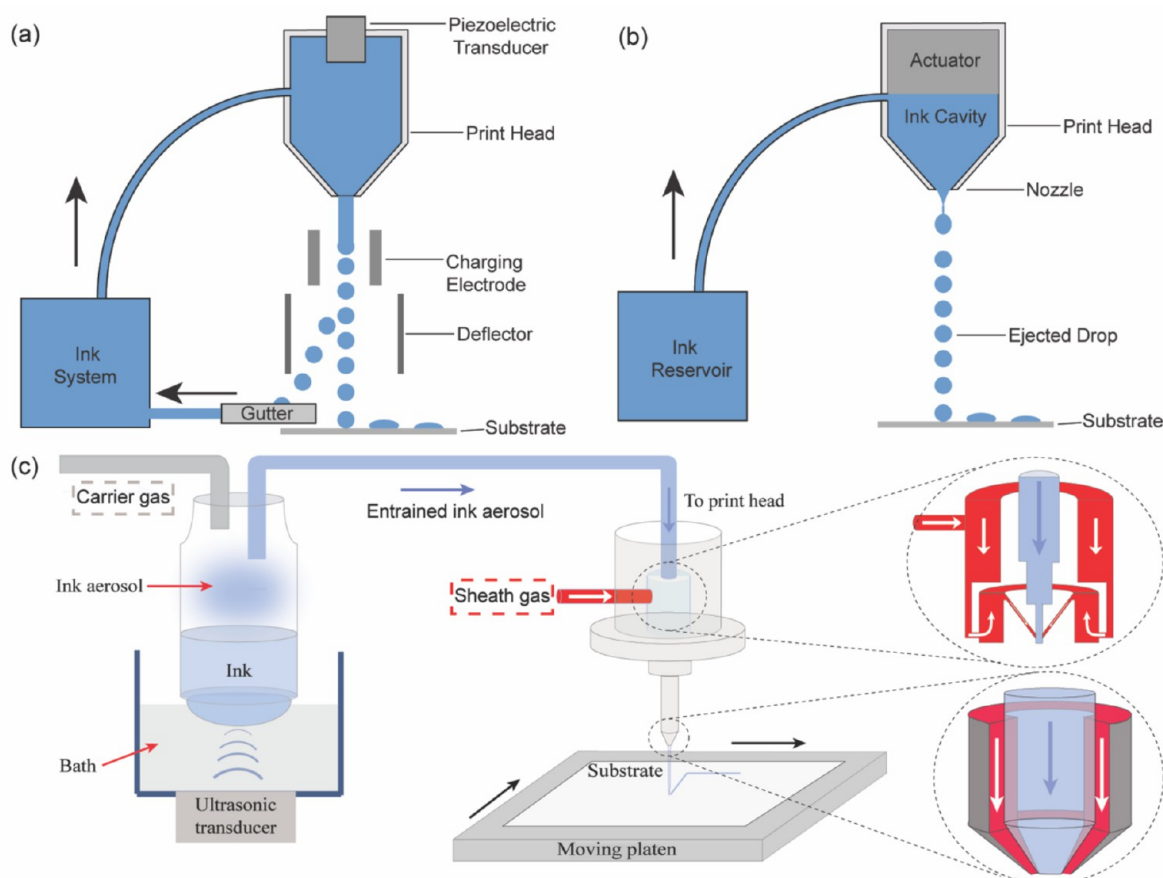 (a)
Piezoelectric
Transducer
Print Head
Charging
Electrode
Deflector
Ink
System
Gutter
Substrate
(b)
Actuator
Ink Cavity
Print Head
Nozzle
Ink
Reservoir
Ejected Drop
Substrate
(c)
Carrier gas
Entrained ink aerosol
To print head
Ink aerosol
Sheath gas
Ink
Bath
Ultrasonic
transducer
Substrate
Moving platen